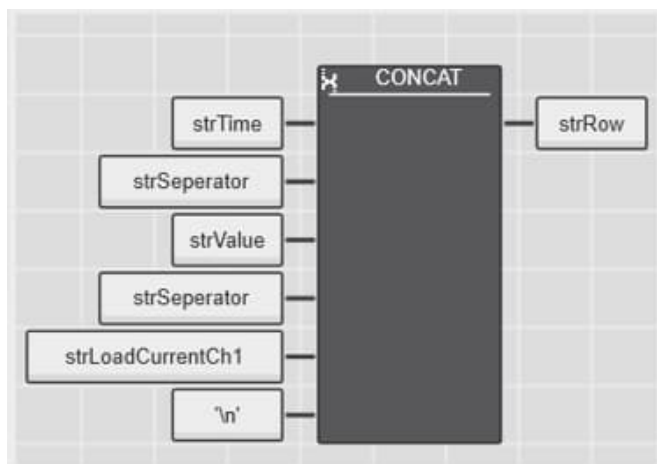 CONCAT
strTime
strRow
strSeperator
strValue
strSeperator
strLoadCurrentCh1
'\n'